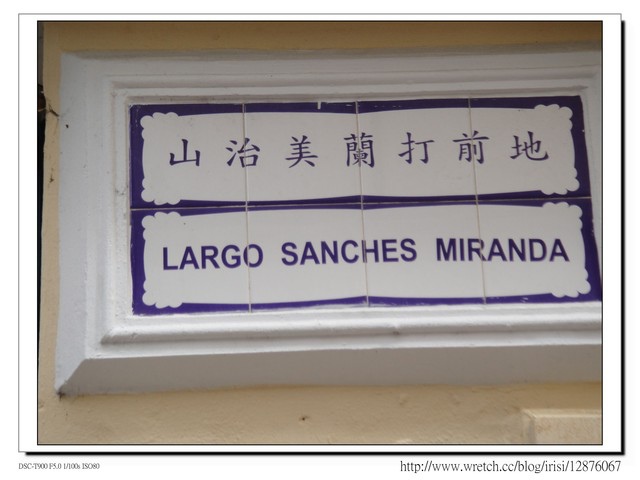 山治美蘭打前地
LARGO SANCHES MIRANDA
DSC-T900 F5.0 1/100s ISO80
http://www.wretch.cc/blog/irisi/12876067